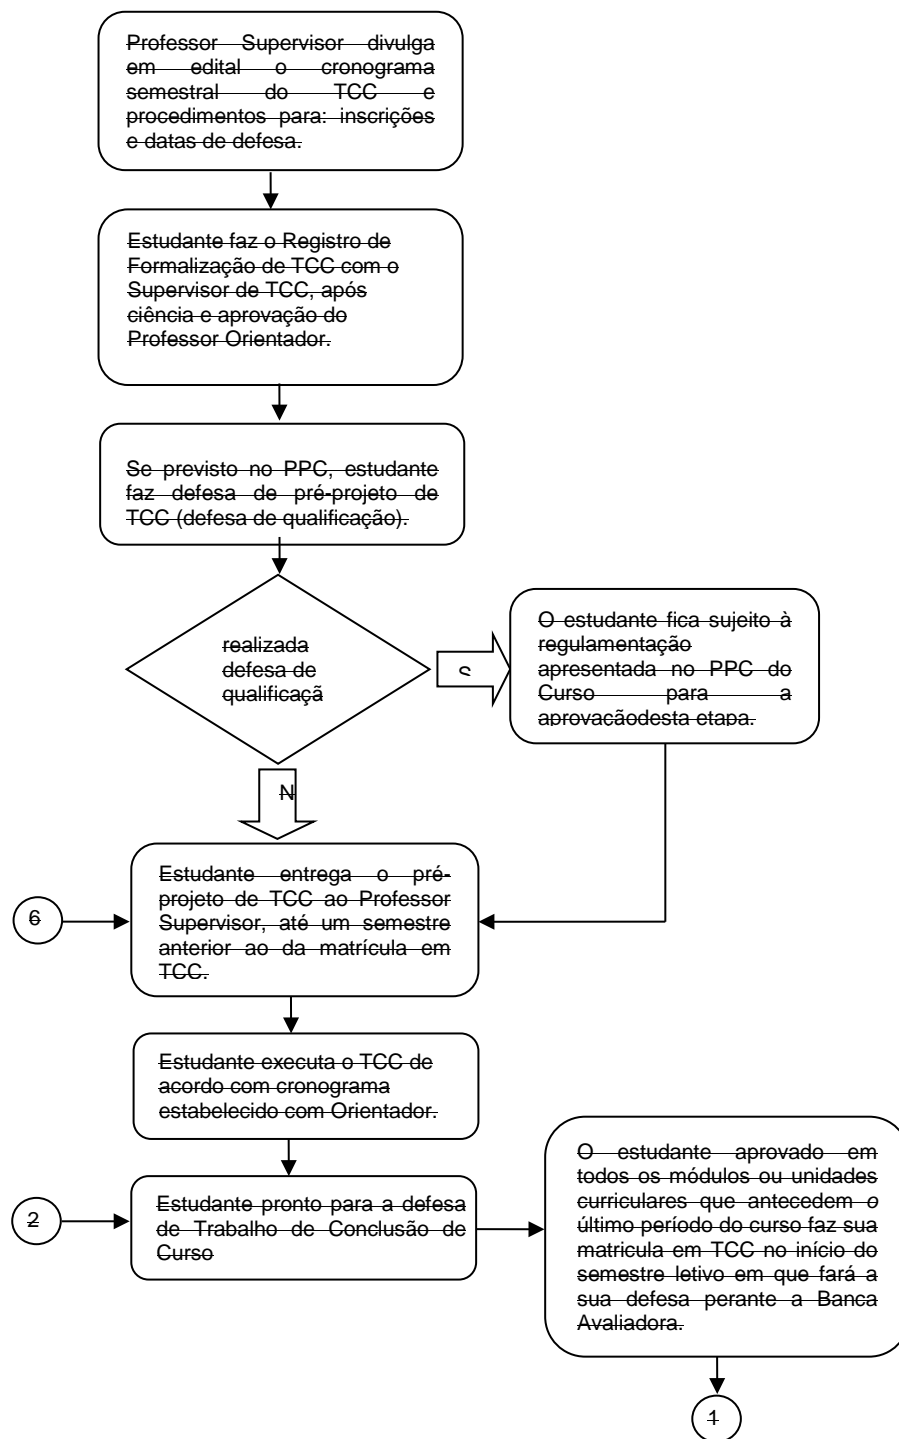 Professor Supervisor divulga
em edital o cronograma
semestral do TCC e
procedimentos para: inscrições
e datas de defesa.
Estudante faz o Registro de
Formalização de TCC com o
Supervisor de TCC, após
ciência e aprovação do
Professor Orientador.
Se previsto no PPC, estudante
faz defesa de pré-projeto de
TCC (defesa de qualificação).
realizada
defesa de
qualificaçã
S
O estudante fica sujeito à
regulamentação
apresentada no PPC do
Curso para a
aprovaçãodesta etapa.
N
Estudante entrega o pré-
projeto de TCC ao Professor
Supervisor, até um semestre
anterior ao da matrícula em
TCC.
6
Estudante executa o TCC de
acordo com cronograma
estabelecido com Orientador.
Estudante pronto para a defesa
de Trabalho de Conclusão de
Curso
2
O estudante aprovado em
todos os módulos ou unidades
curriculares que antecedem o
último período do curso faz sua
matricula em TCC no início do
semestre letivo em que fará a
sua defesa perante a Banca
Avaliadora.
1